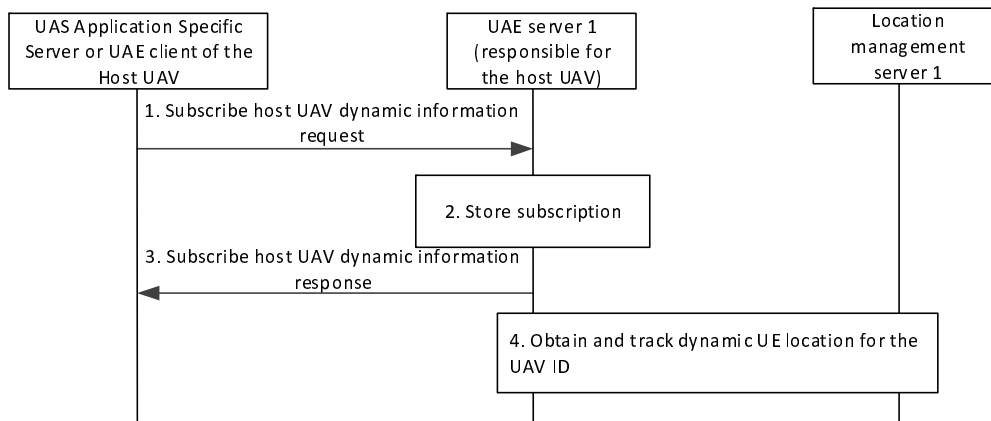 UAS Application Specific
Server or UAE client of the
Host UAV
UAE server 1
(responsible for
the host UAV)
Location
management
server 1
1. Subscribe host UAV dynamic information
request
2. Store subscription
3. Subscribe host UAV dynamic information
response
4. Obtain and track dynamic UE location for the
UAV ID